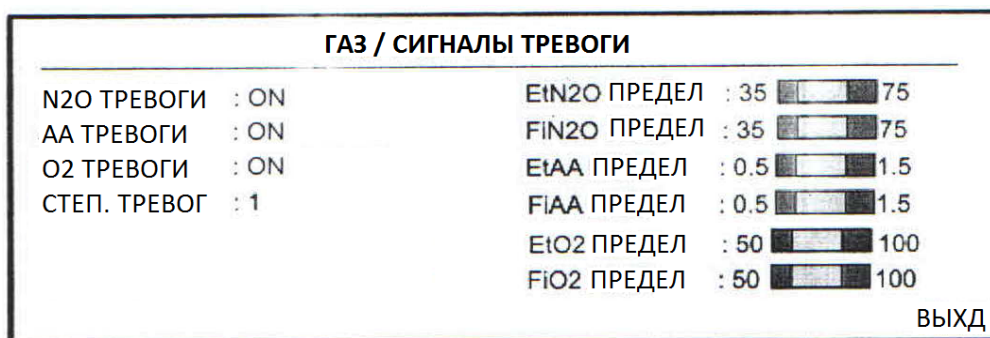 ГАЗ / СИГНАЛЫ ТРЕВОГИ
N2O ТРЕВОГИ : ON
АА ТРЕВОГИ : ON
О2 ТРЕВОГИ : ON
СТЕП. ТРЕВОГ : 1
EtN2O ПРЕДЕЛ : 35 75
FiN2O ПРЕДЕЛ : 35 75
EtAA ПРЕДЕЛ : 0.5 1.5
FiAA ПРЕДЕЛ : 0.5 1.5
EtO2 ПРЕДЕЛ : 50 100
FiO2 ПРЕДЕЛ : 50 100
ВЫХД